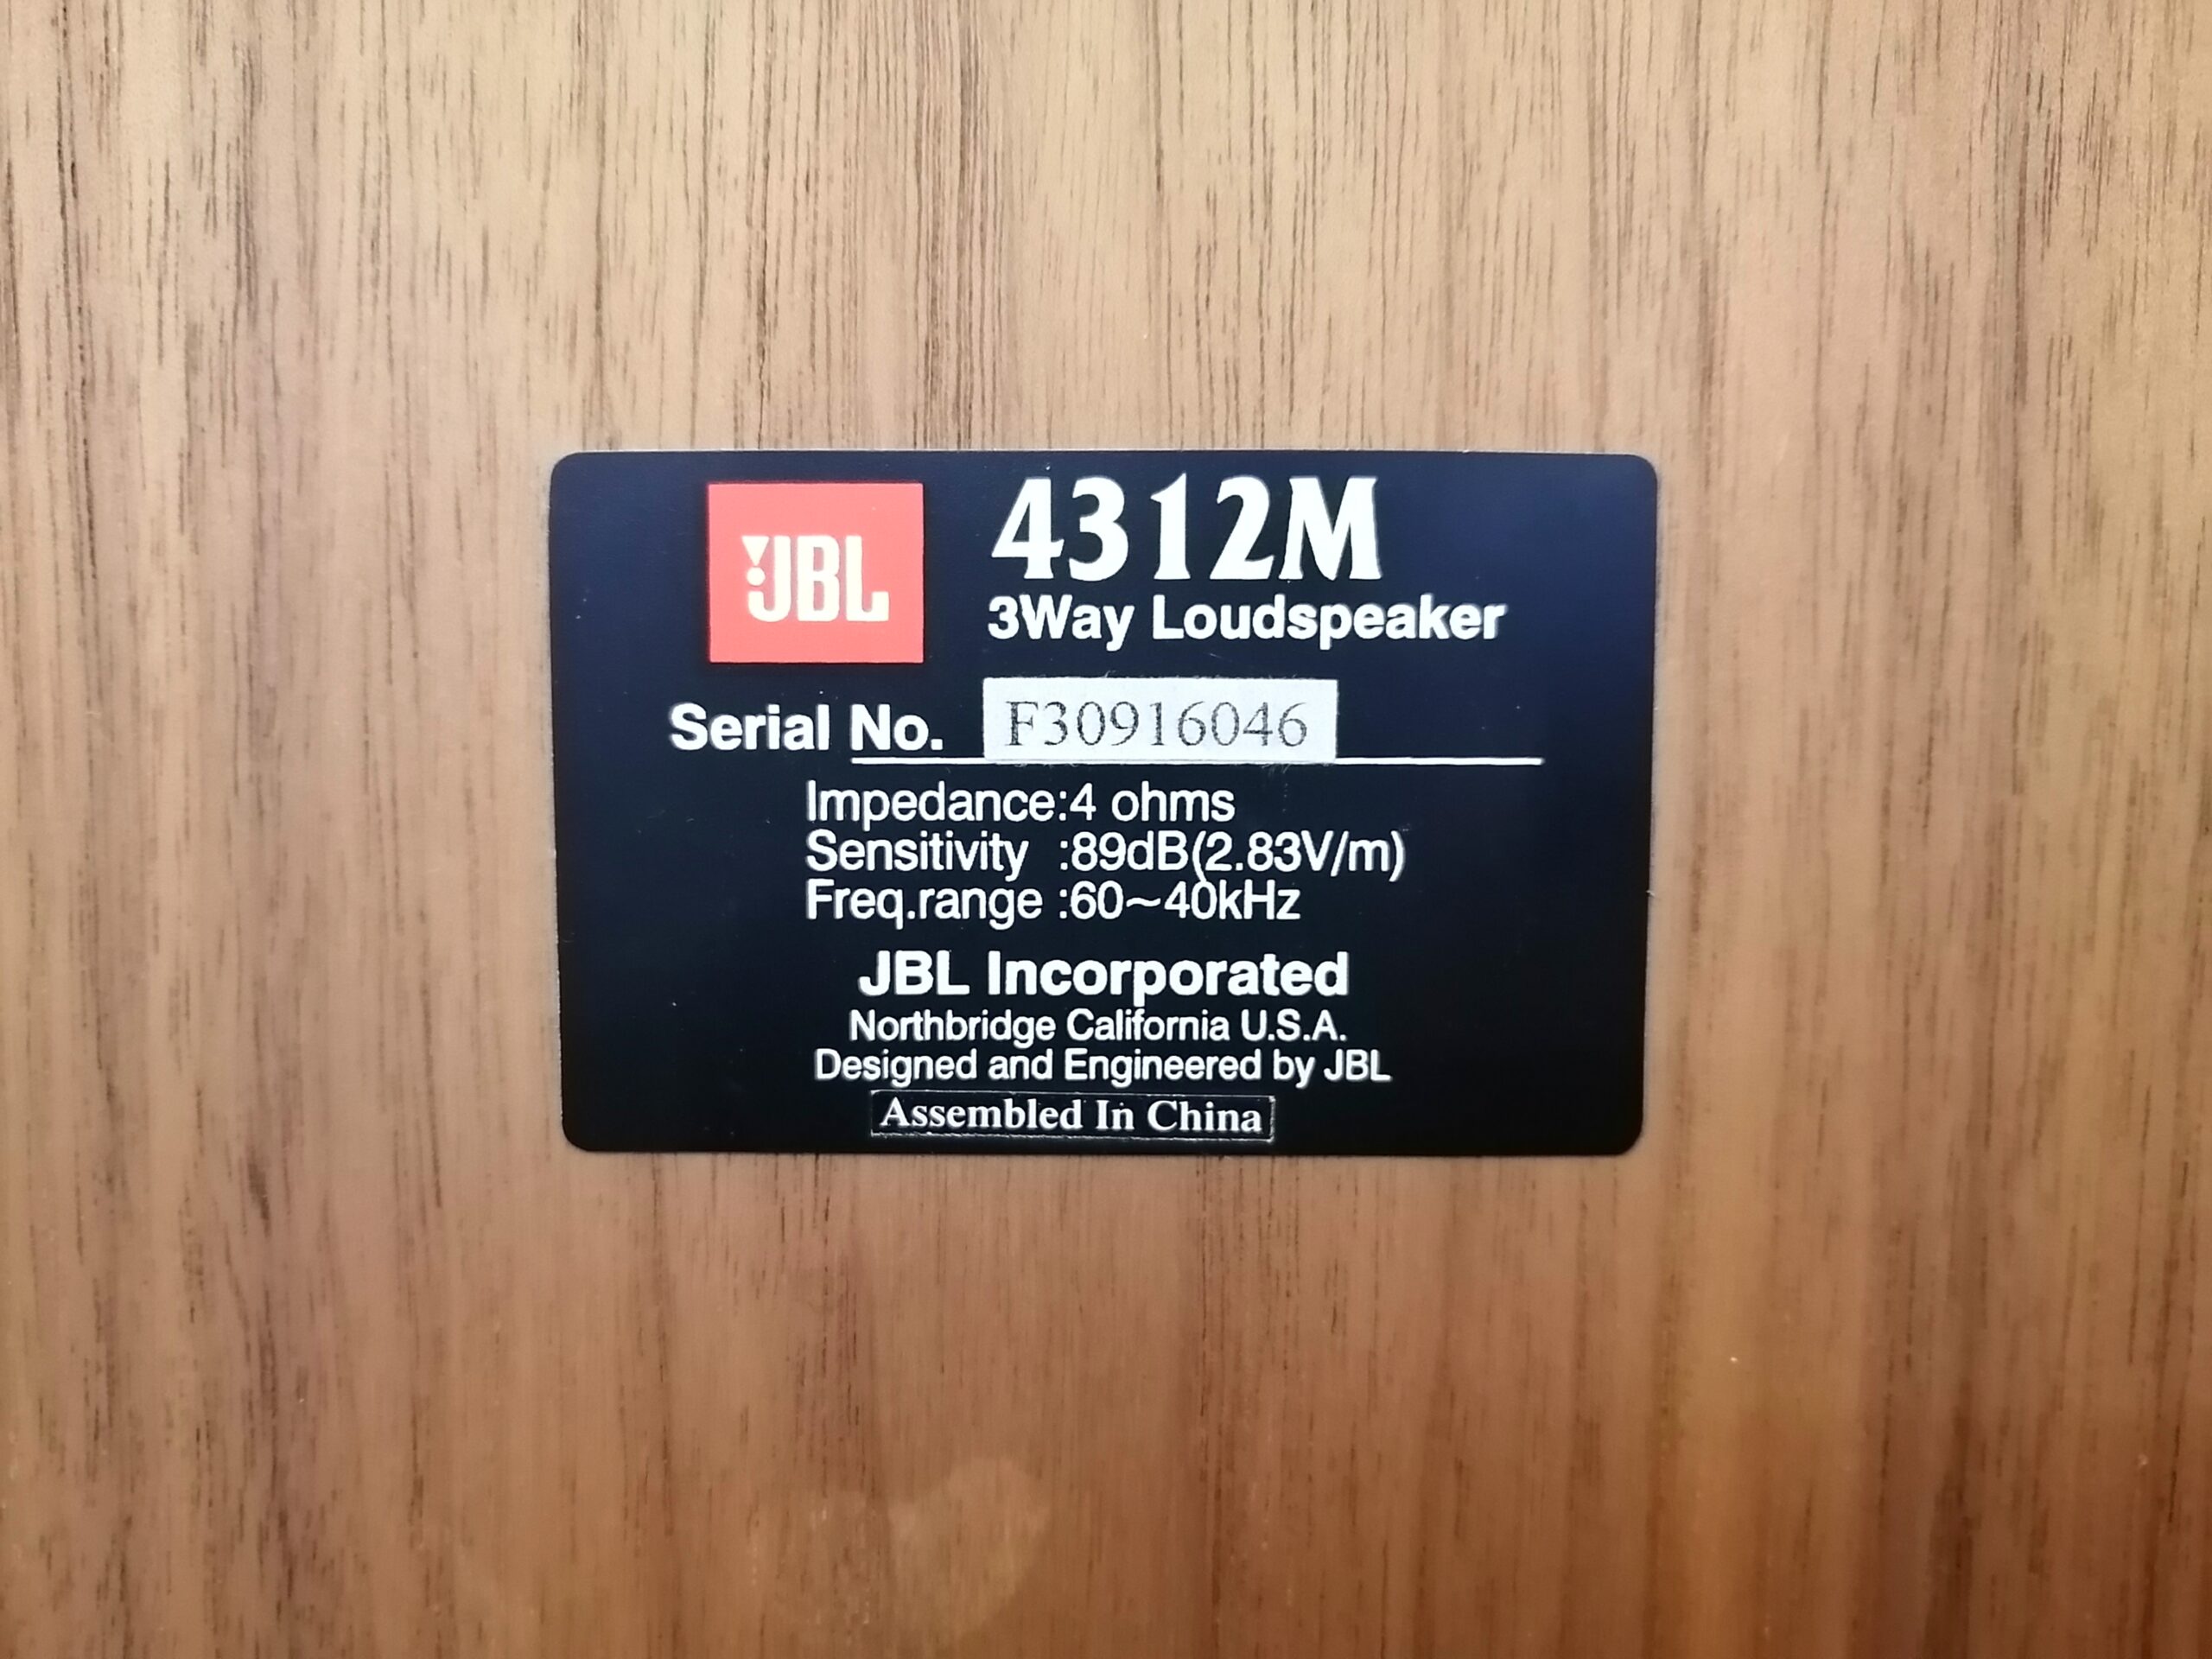 JBL
4312M
3Way Loudspeaker
Serial No. F30916046
Impedance:4 ohms
Sensitivity :89dB(2.83V/m)
Freq.range :60~40kHz
JBL Incorporated
Northbridge California U.S.A.
Designed and Engineered by JBL
Assembled In China